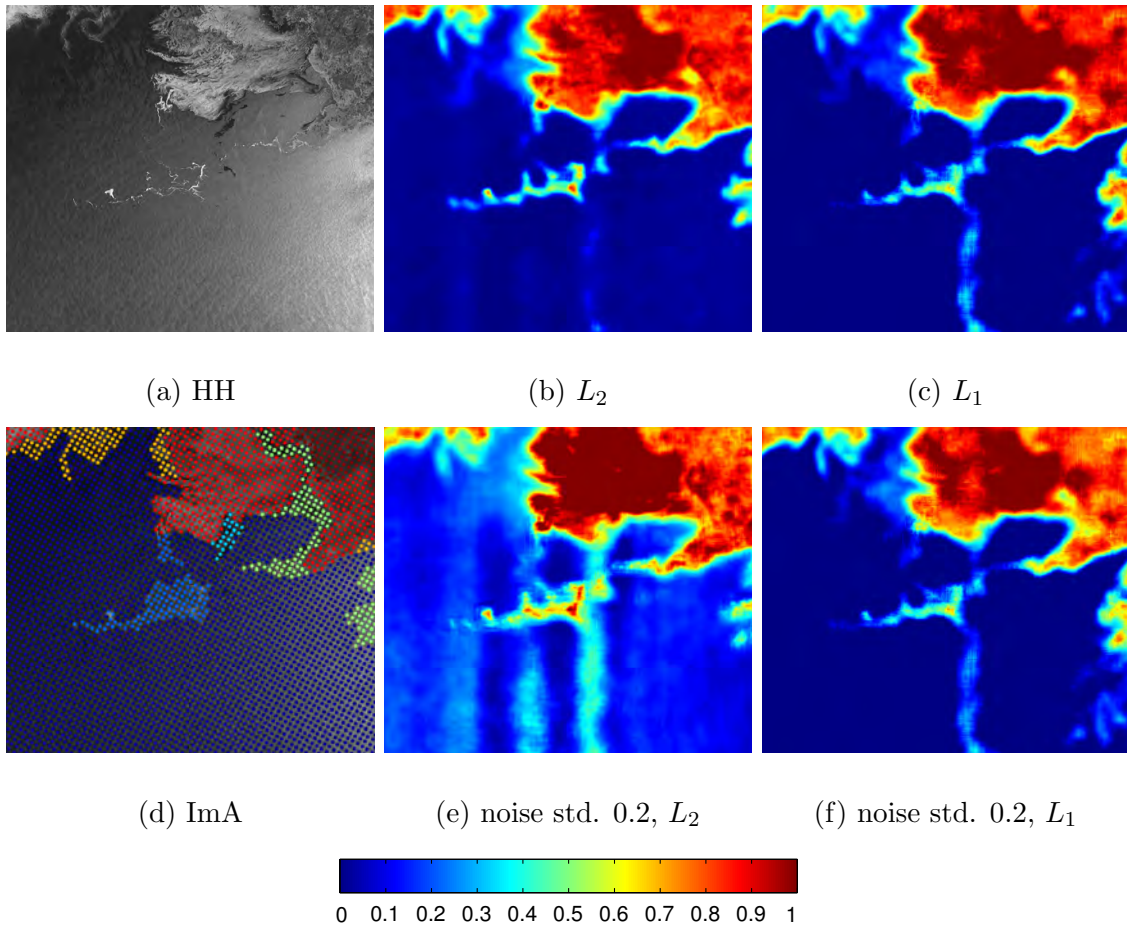 (a) HH
(b) L₂
(c) L₁
(d) ImA
(e) noise std. 0.2, L₂
(f) noise std. 0.2, L₁
0 0.1 0.2 0.3 0.4 0.5 0.6 0.7 0.8 0.9 1